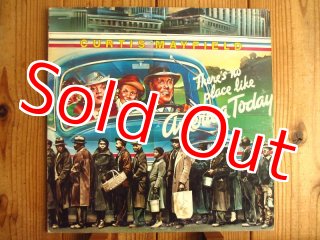 CURTIS MAYFIELD
There's no
place like
America Today
Sold Out